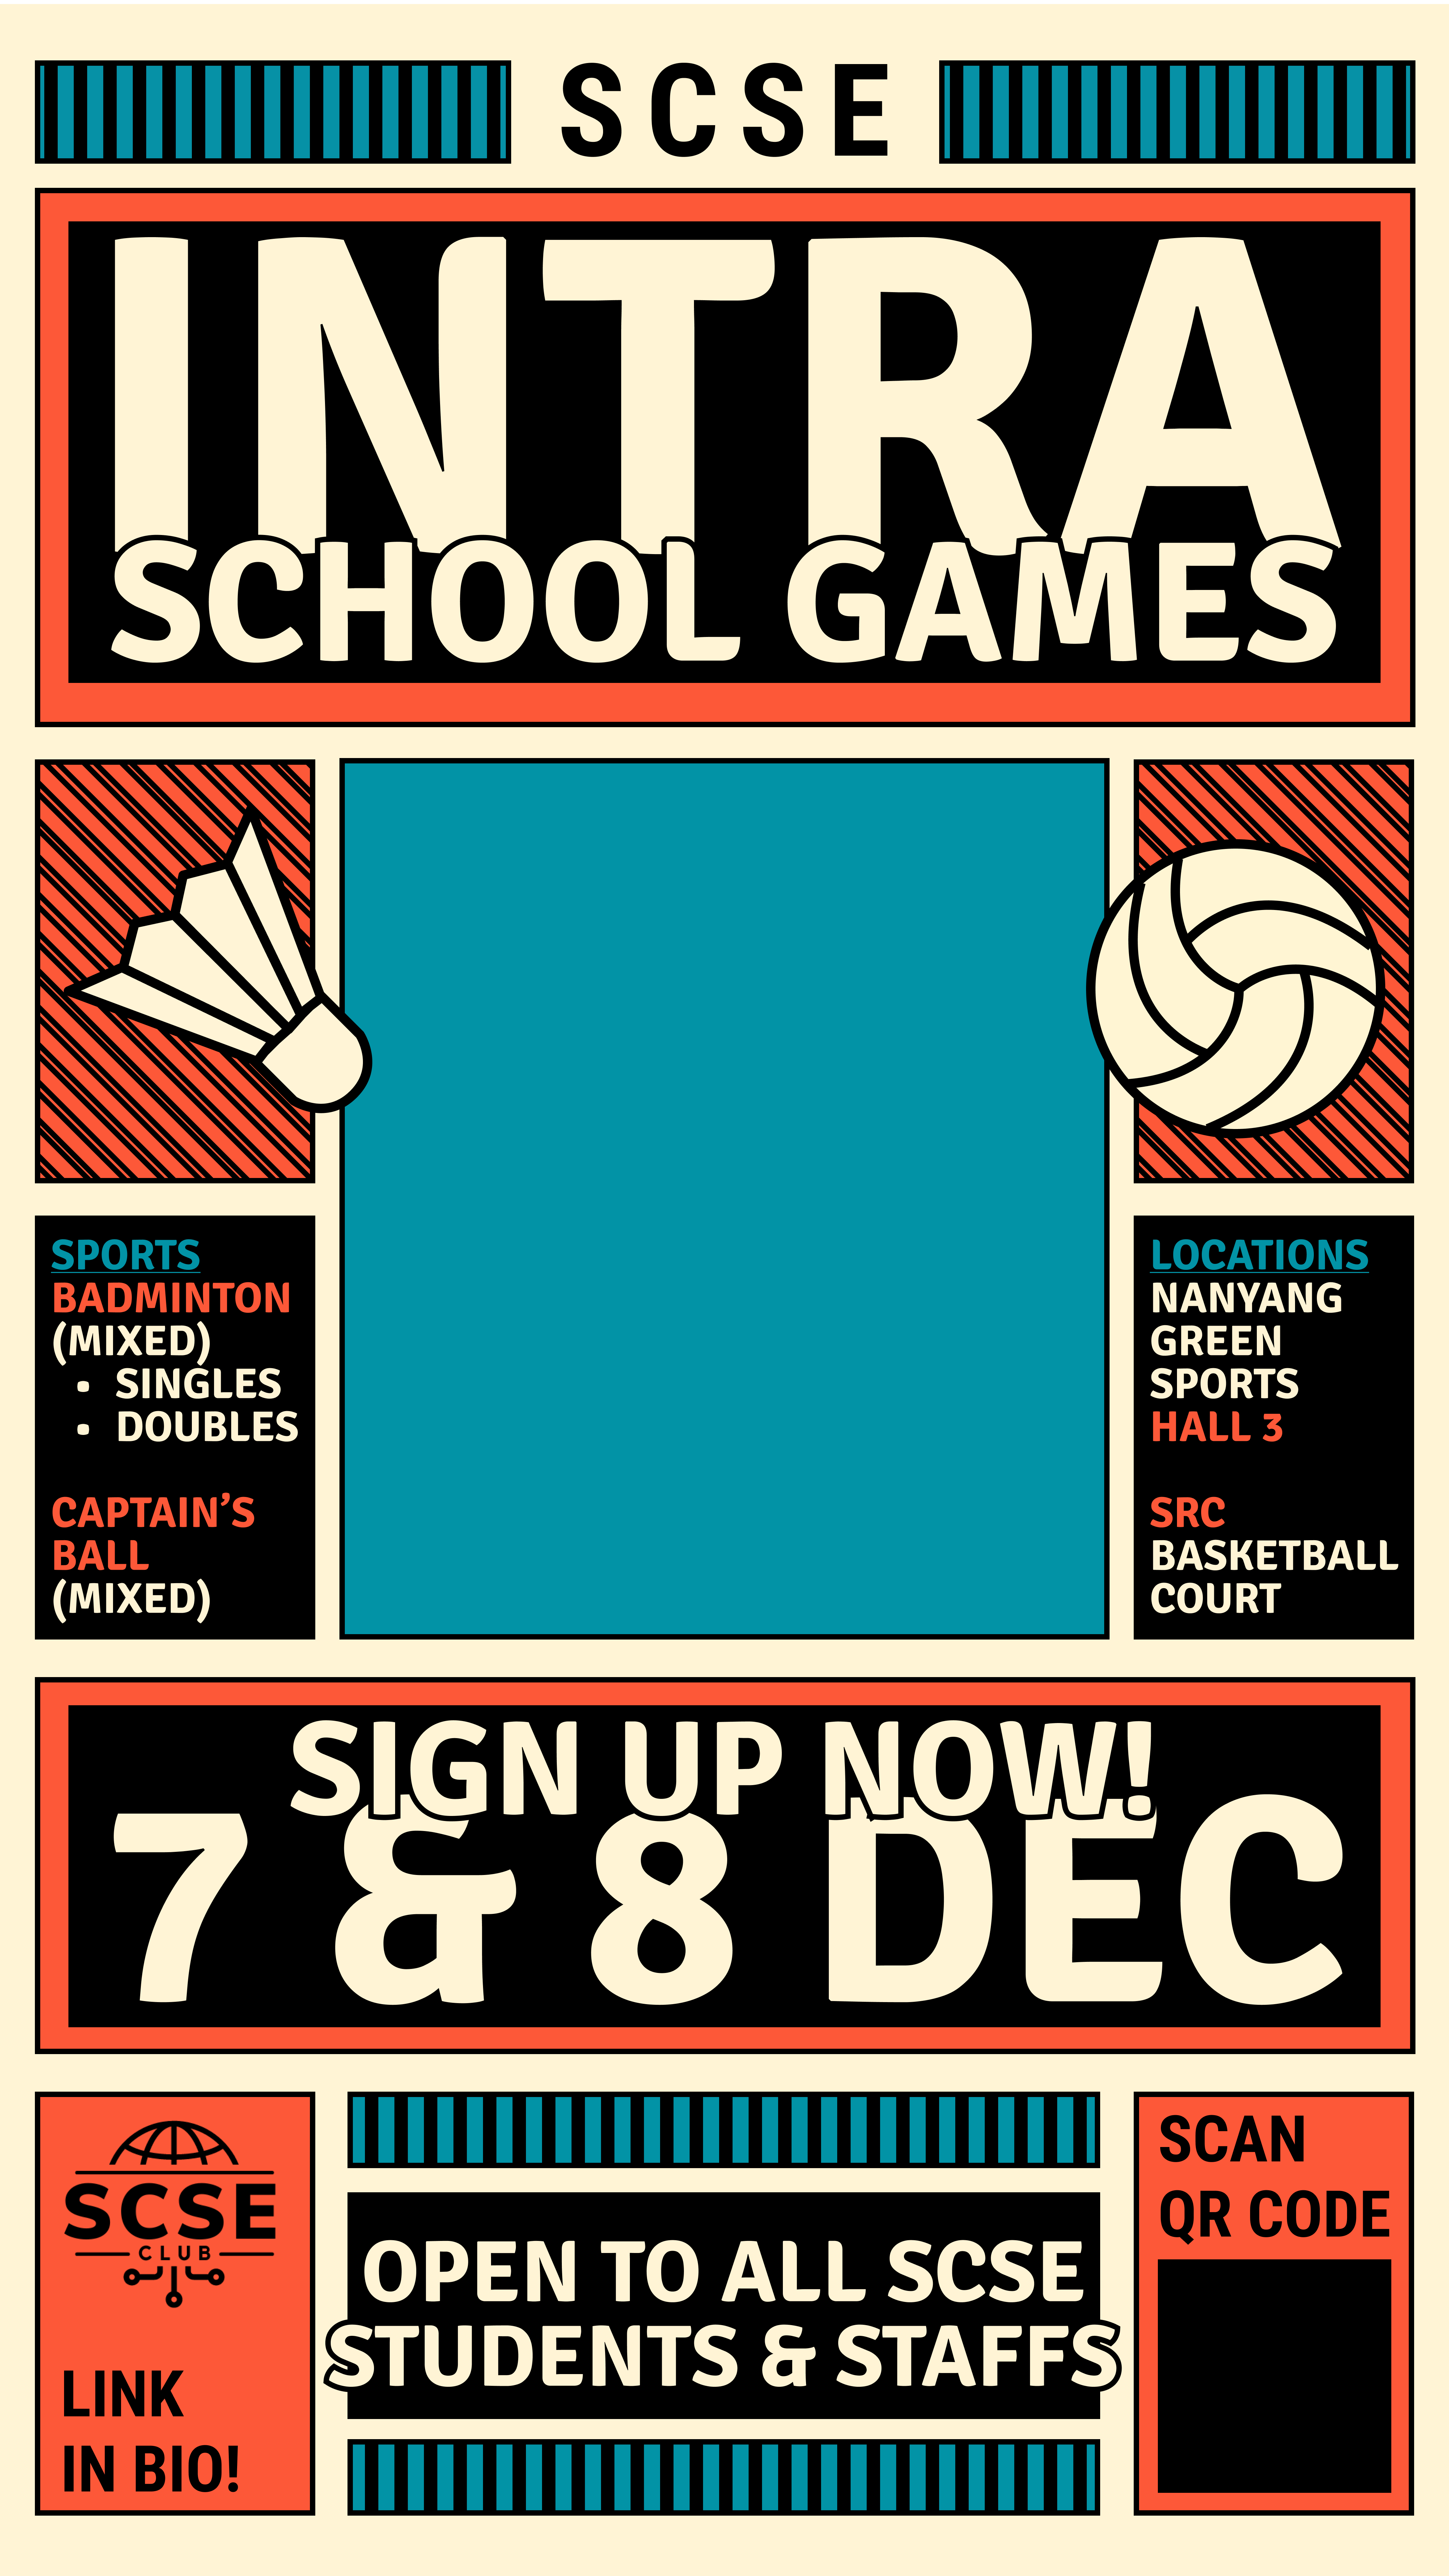 SCSE
INTRA
SCHOOL GAMES
SPORTS
BADMINTON
(MIXED)
• SINGLES
• DOUBLES
CAPTAIN’S
BALL
(MIXED)
LOCATIONS
NANYANG
GREEN
SPORTS
HALL 3
SRC
BASKETBALL
COURT
SIGN UP NOW!
7 & 8 DEC
SCSE
CLUB
LINK
IN BIO!
OPEN TO ALL SCSE
STUDENTS & STAFFS
SCAN
QR CODE